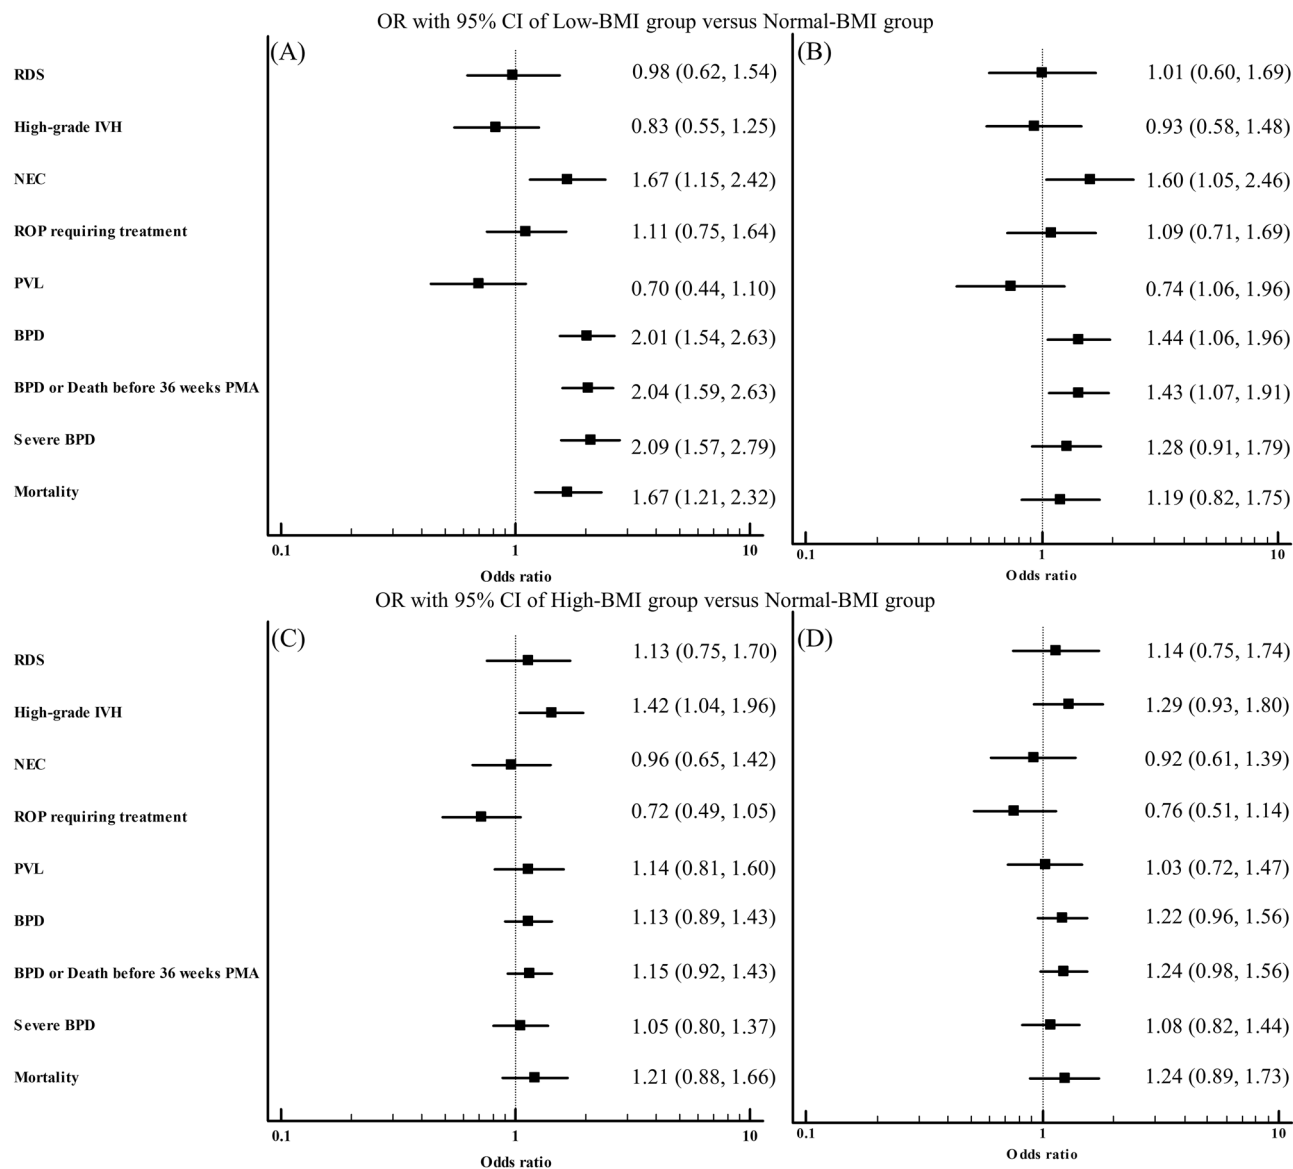 OR with 95% CI of Low-BMI group versus Normal-BMI group
(A)
(B)
RDS 0.98 (0.62, 1.54) 1.01 (0.60, 1.69)
High-grade IVH 0.83 (0.55, 1.25) 0.93 (0.58, 1.48)
NEC 1.67 (1.15, 2.42) 1.60 (1.05, 2.46)
ROP requiring treatment 1.11 (0.75, 1.64) 1.09 (0.71, 1.69)
PVL 0.70 (0.44, 1.10) 0.74 (1.06, 1.96)
BPD 2.01 (1.54, 2.63) 1.44 (1.06, 1.96)
BPD or Death before 36 weeks PMA 2.04 (1.59, 2.63) 1.43 (1.07, 1.91)
Severe BPD 2.09 (1.57, 2.79) 1.28 (0.91, 1.79)
Mortality 1.67 (1.21, 2.32) 1.19 (0.82, 1.75)
0.1 1 10 0.1 1 10
Odds ratio Odds ratio
OR with 95% CI of High-BMI group versus Normal-BMI group
(C)
(D)
RDS 1.13 (0.75, 1.70) 1.14 (0.75, 1.74)
High-grade IVH 1.42 (1.04, 1.96) 1.29 (0.93, 1.80)
NEC 0.96 (0.65, 1.42) 0.92 (0.61, 1.39)
ROP requiring treatment 0.72 (0.49, 1.05) 0.76 (0.51, 1.14)
PVL 1.14 (0.81, 1.60) 1.03 (0.72, 1.47)
BPD 1.13 (0.89, 1.43) 1.22 (0.96, 1.56)
BPD or Death before 36 weeks PMA 1.15 (0.92, 1.43) 1.24 (0.98, 1.56)
Severe BPD 1.05 (0.80, 1.37) 1.08 (0.82, 1.44)
Mortality 1.21 (0.88, 1.66) 1.24 (0.89, 1.73)
0.1 1 10 0.1 1 10
Odds ratio Odds ratio